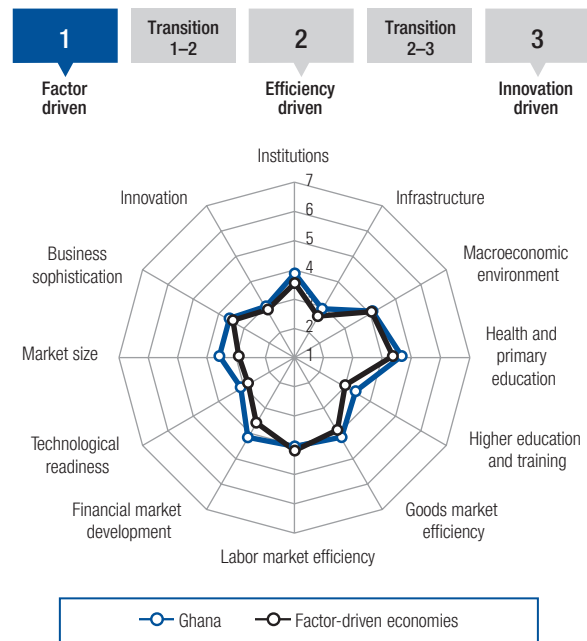 1
Transition
1–2
2
Transition
2–3
3
Factor
driven
Efficiency
driven
Innovation
driven
Institutions
7
Innovation
Infrastructure
6
5
Business
sophistication
4
Macroeconomic
environment
3
2
Market size
1
Health and
primary
education
Technological
readiness
Higher education
and training
Financial market
development
Goods market
efficiency
Labor market efficiency
Ghana
Factor-driven economies